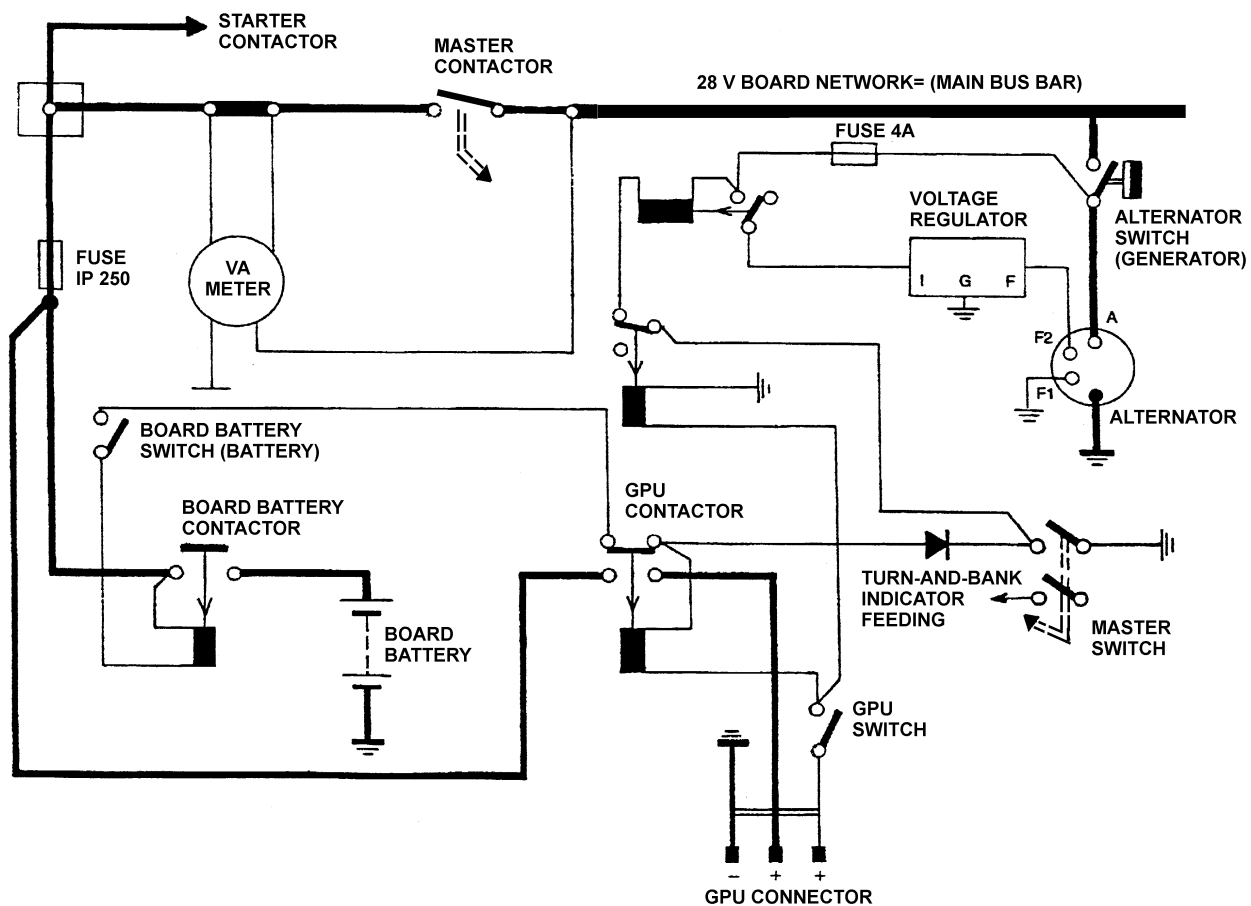 STARTER
CONTACTOR
MASTER
CONTACTOR
28 V BOARD NETWORK= (MAIN BUS BAR)
FUSE 4A
VOLTAGE
REGULATOR
I G F
ALTERNATOR
SWITCH
(GENERATOR)
FUSE
IP 250
VA
METER
A
F2
F1
ALTERNATOR
BOARD BATTERY
SWITCH (BATTERY)
BOARD BATTERY
CONTACTOR
GPU
CONTACTOR
TURN-AND-BANK
INDICATOR
FEEDING
BOARD
BATTERY
MASTER
SWITCH
GPU
SWITCH
- + +
GPU CONNECTOR